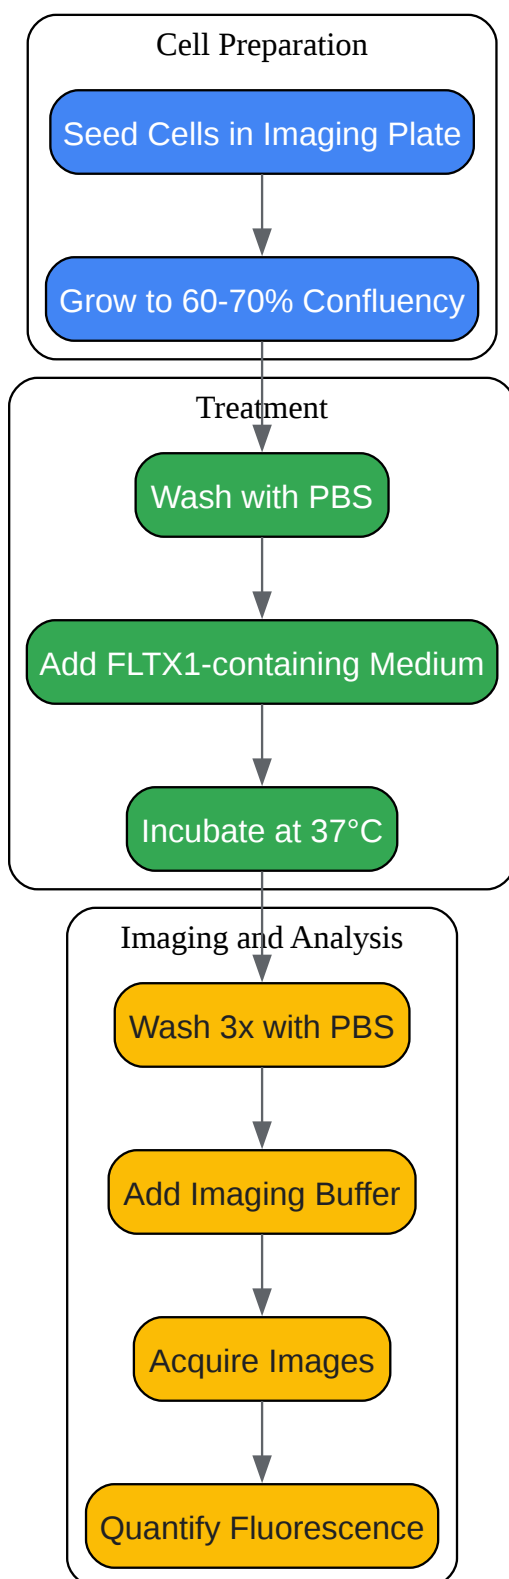 Cell Preparation
Seed Cells in Imaging Plate
Grow to 60-70% Confluency
Treatment
Wash with PBS
Add FLTX1-containing Medium
Incubate at 37°C
Imaging and Analysis
Wash 3x with PBS
Add Imaging Buffer
Acquire Images
Quantify Fluorescence